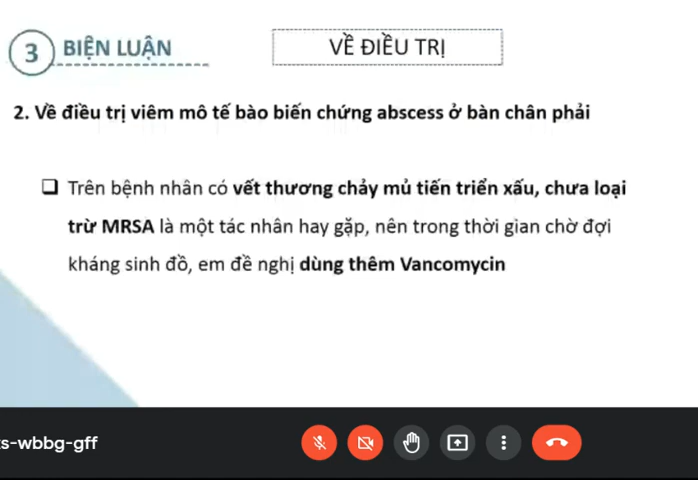 3 BIỆN LUẬN
VỀ ĐIỀU TRỊ
2. Về điều trị viêm mô tế bào biến chứng abscess ở bàn chân phải
Trên bệnh nhân có vết thương chảy mủ tiến triển xấu, chưa loại
trừ MRSA là một tác nhân hay gặp, nên trong thời gian chờ đợi
kháng sinh đồ, em đề nghị dùng thêm Vancomycin
s-wbbg-gff